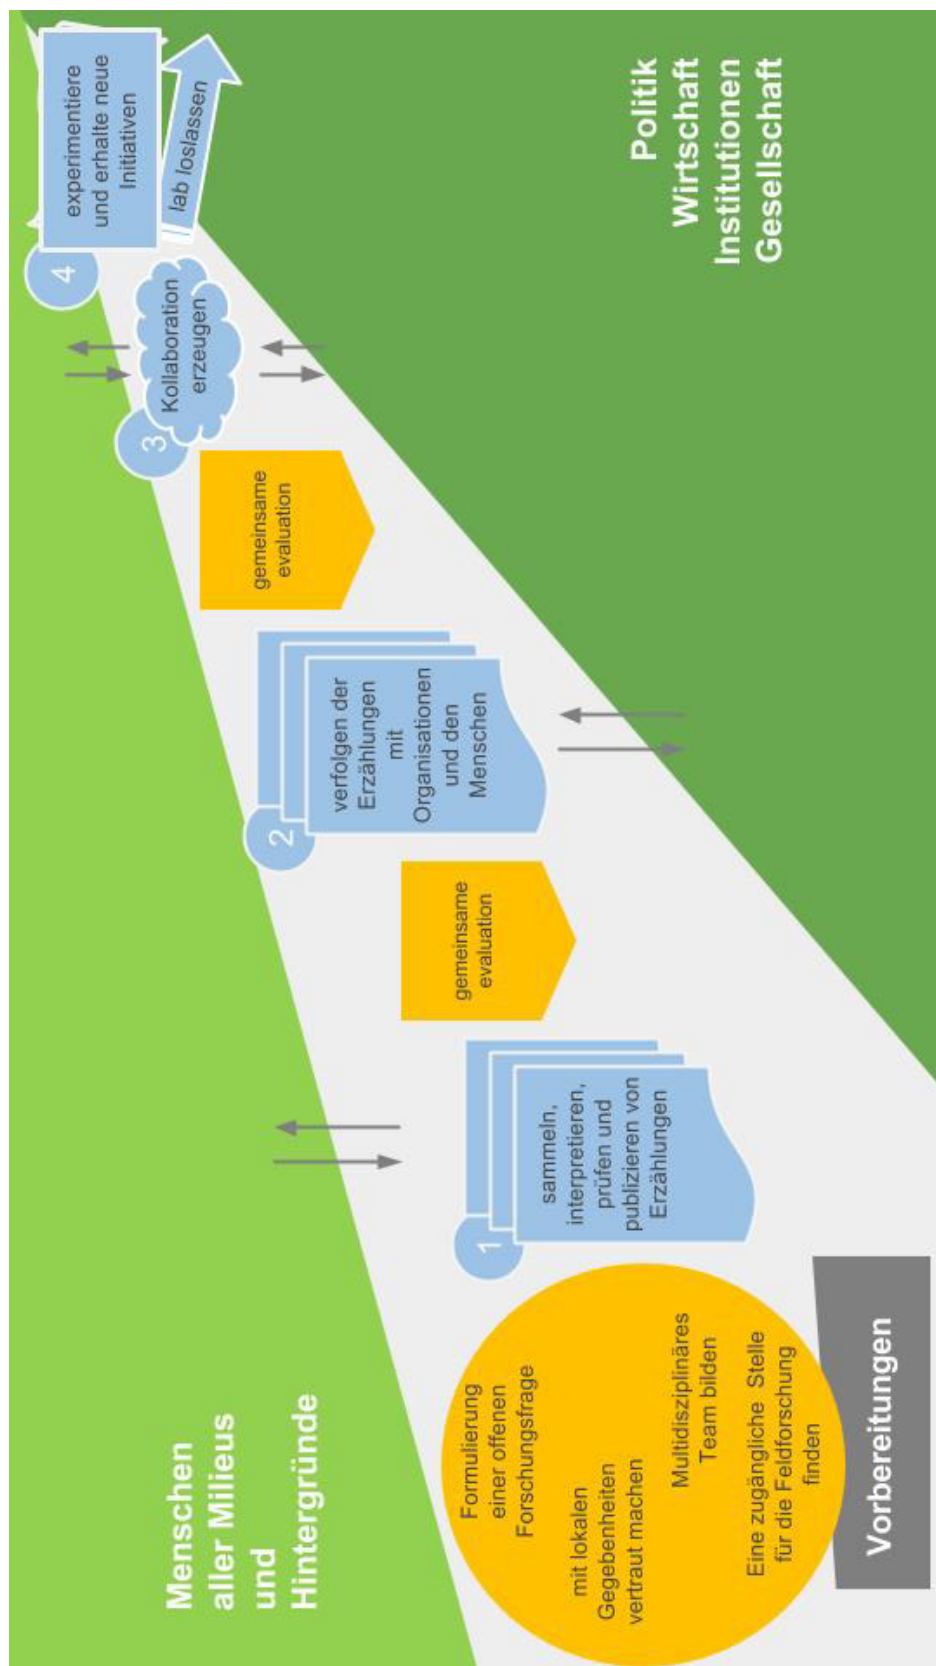 Menschen
aller Milieus
und
Hintergründe
Formulierung
einer offenen
Forschungsfrage
mit lokalen
Gegebenheiten
vertraut machen
Multidisziplinäres
Team bilden
Eine zugängliche Stelle
für die Feldforschung
finden
Vorbereitungen
1
sammeln,
interpretieren,
prüfen und
publizieren von
Erzählungen
gemeinsame
evaluation
2
verfolgen der
Erzählungen
mit
Organisationen
und den
Menschen
gemeinsame
evaluation
3
Kollaboration
erzeugen
4
experimentiere
und erhalte neue
Initiativen
lab loslassen
Politik
Wirtschaft
Institutionen
Gesellschaft